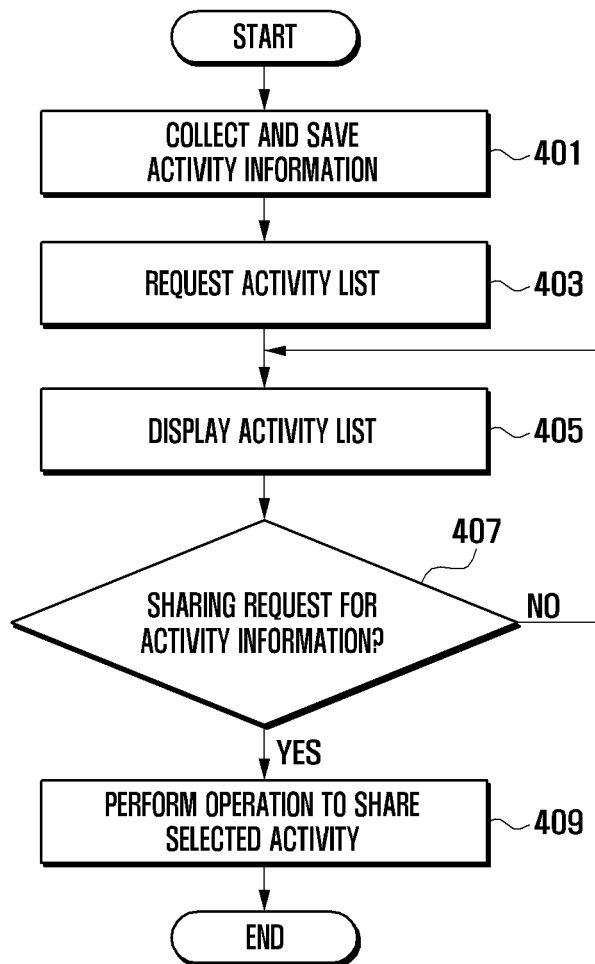 START
COLLECT AND SAVE
ACTIVITY INFORMATION
401
REQUEST ACTIVITY LIST
403
DISPLAY ACTIVITY LIST
405
407
SHARING REQUEST FOR
ACTIVITY INFORMATION?
NO
YES
PERFORM OPERATION TO SHARE
SELECTED ACTIVITY
409
END